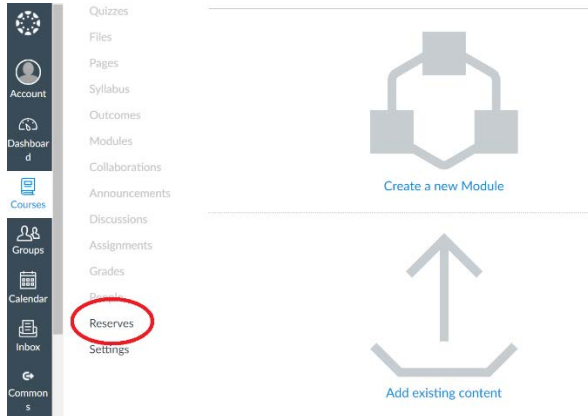 Account
Dashboar
d
Courses
Groups
Calendar
Inbox
Common
s
Quizzes
Files
Pages
Syllabus
Outcomes
Modules
Collaborations
Announcements
Discussions
Assignments
Grades
People
Reserves
Settings
Create a new Module
Add existing content